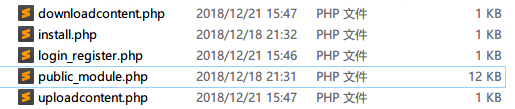 downloadcontent.php 2018/12/21 15:47 PHP 文件 1 KB
install.php 2018/12/18 21:32 PHP 文件 1 KB
login_register.php 2018/12/21 15:46 PHP 文件 1 KB
public_module.php 2018/12/18 21:31 PHP 文件 12 KB
uploadcontent.php 2018/12/21 15:47 PHP 文件 1 KB